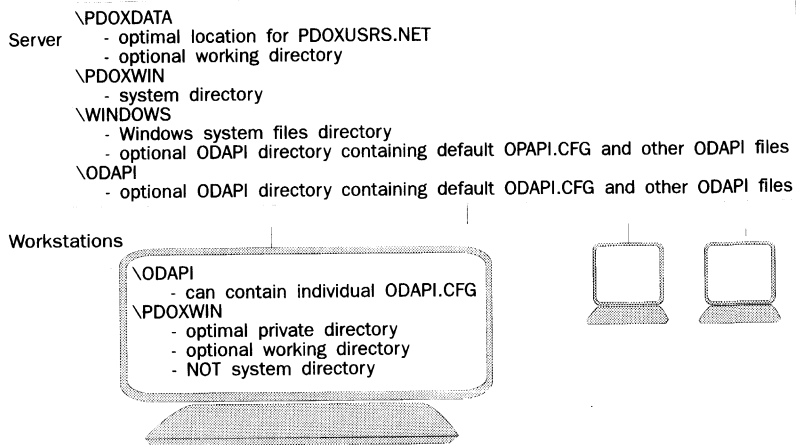 \PDOXDATA
Server
- optimal location for PDOXUSRS.NET
- optional working directory
\PDOXWIN
- system directory
\WINDOWS
- Windows system files directory
- optional ODAPI directory containing default OPAPI.CFG and other ODAPI files
\ODAPI
- optional ODAPI directory containing default ODAPI.CFG and other ODAPI files
Workstations
\ODAPI
- can contain individual ODAPI.CFG
\PDOXWIN
- optimal private directory
- optional working directory
- NOT system directory